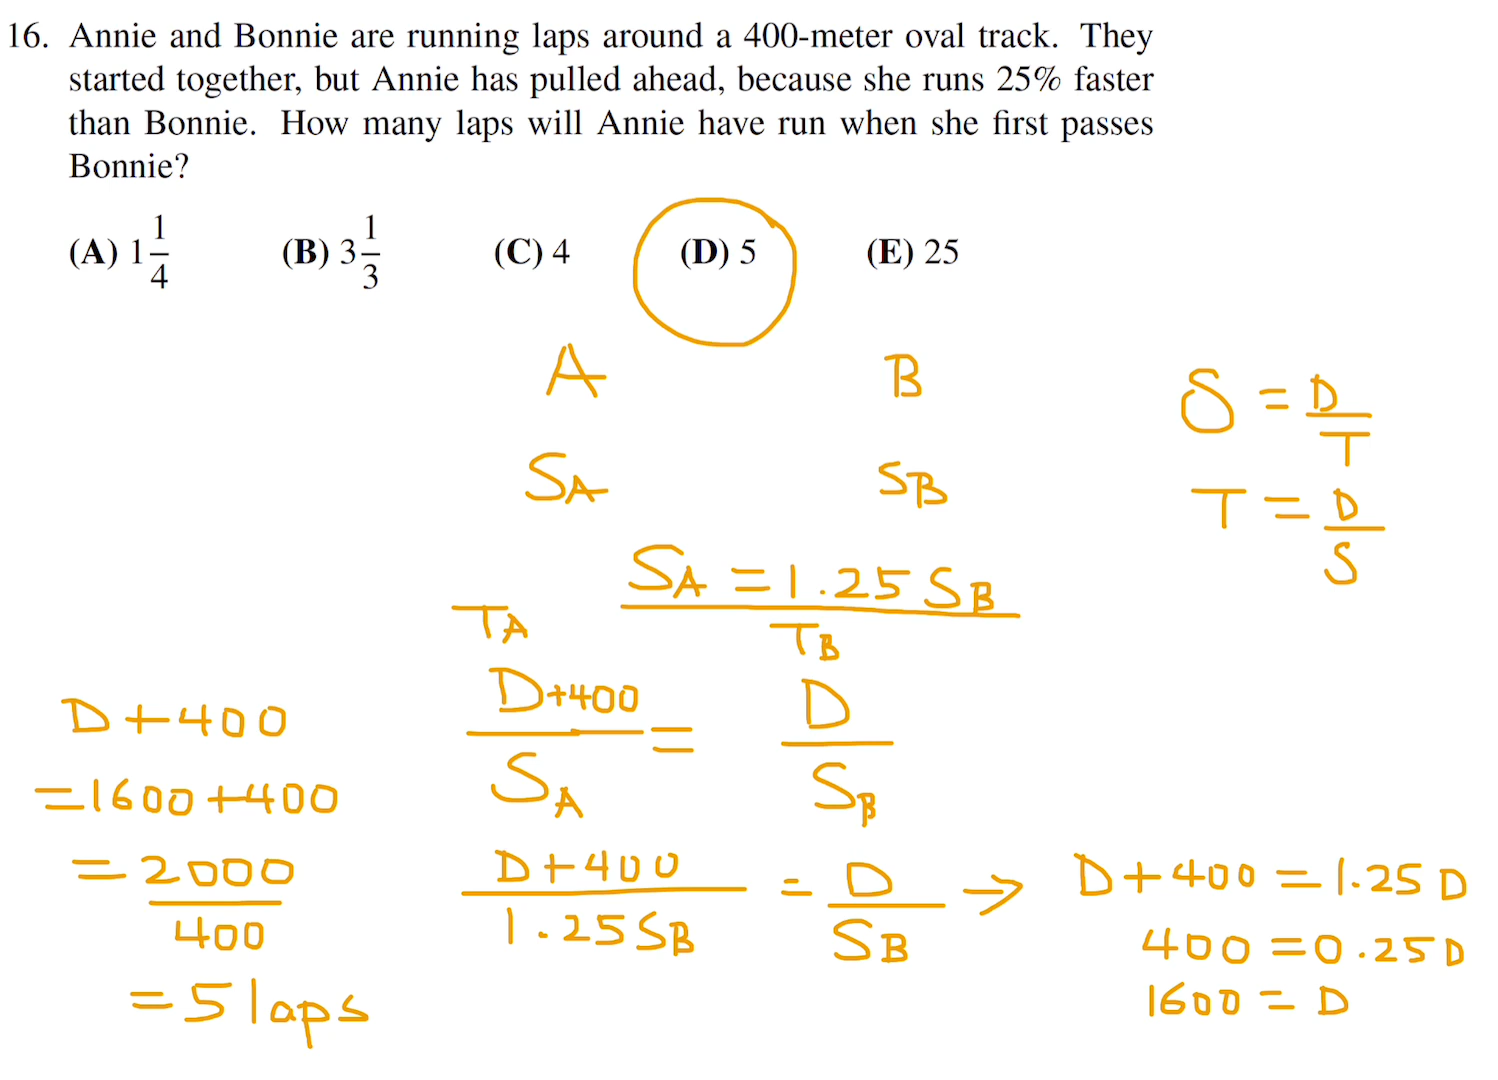 16. Annie and Bonnie are running laps around a 400-meter oval track. They
started together, but Annie has pulled ahead, because she runs 25% faster
than Bonnie. How many laps will Annie have run when she first passes
Bonnie?
(A) 1 1/4 (B) 3 1/3 (C) 4 (D) 5 (E) 25
A B
S = D/T
SA SB
T = D/S
SA = 1.25 SB
TA TB
D+400/SA = D/SB
D+400/1.25SB = D/SB → D+400 = 1.25D
400 = 0.25D
1600 = D
D+400
= 1600+400
= 2000/400
= 5 laps